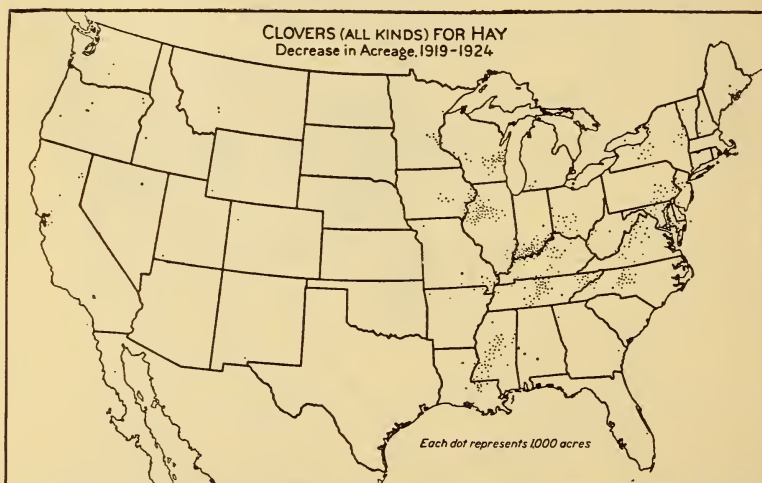 CLOVERS (ALL KINDS) FOR HAY
Decrease in Acreage, 1919-1924
Each dot represents 1,000 acres